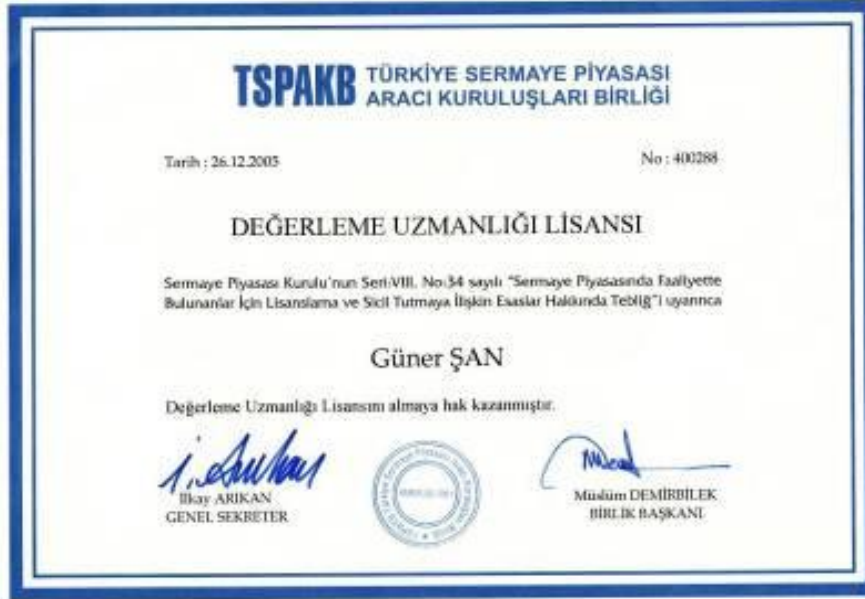 TSPAKB TÜRKİYE SERMAYE PİYASASI
ARACI KURULUŞLARI BİRLİĞİ
Tarih : 26.12.2005
No : 400288
DEĞERLEME UZMANLIĞI LİSANSI
Sermaye Piyasası Kurulu'nun Seri:VIII, No:34 sayılı "Sermaye Piyasasında Faaliyette
Bulunanlar İçin Lisanslama ve Sicil Tutmaya İlişkin Esaslar Hakkında Tebliğ"i uyarınca
Güner ŞAN
Değerleme Uzmanlığı Lisansını almaya hak kazanmıştır.
İlkay ARIKAN
GENEL SEKRETER
Müslüm DEMİRBİLEK
BİRLİK BAŞKANI